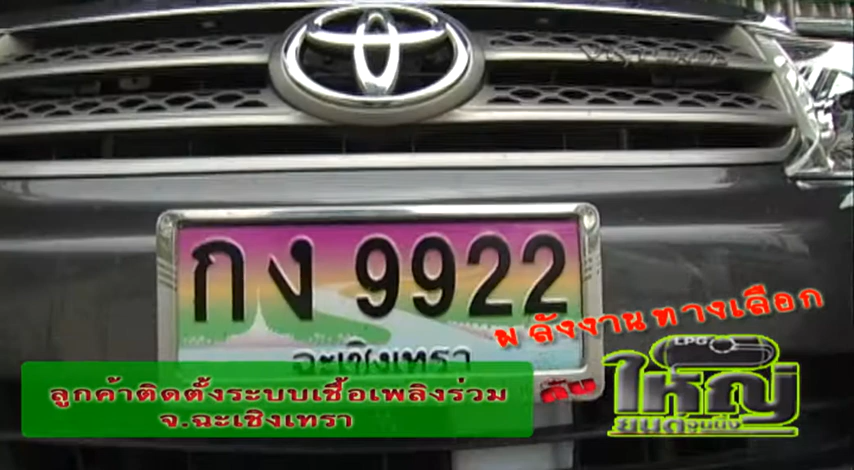 กง 9922
ฉะเชิงเทรา
พลังงานทางเลือก
ลูกค้าติดตั้งระบบเชื้อเพลิงร่วม
จ.ฉะเชิงเทรา
LPG
ใหญ่